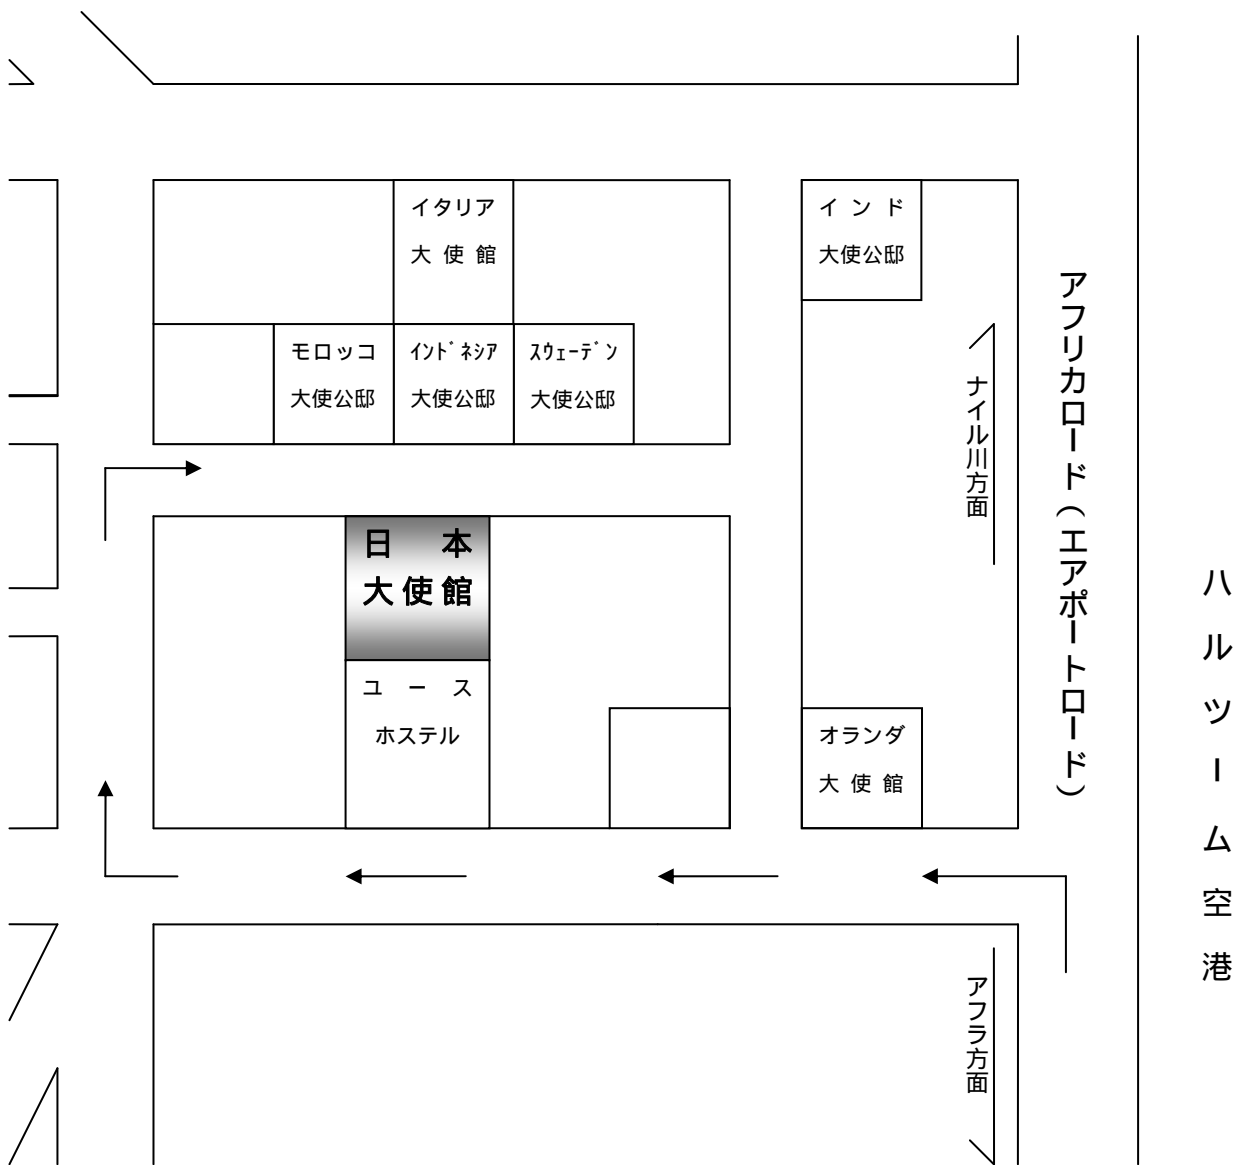 イタリア
大使館
インド
大使公邸
モロッコ
大使公邸
インドネシア
大使公邸
スウェーデン
大使公邸
ナイル川方面
アフリカロード(エアポートロード)
日本
大使館
ユース
ホステル
オランダ
大使館
ハルツーム空港
アフラ方面